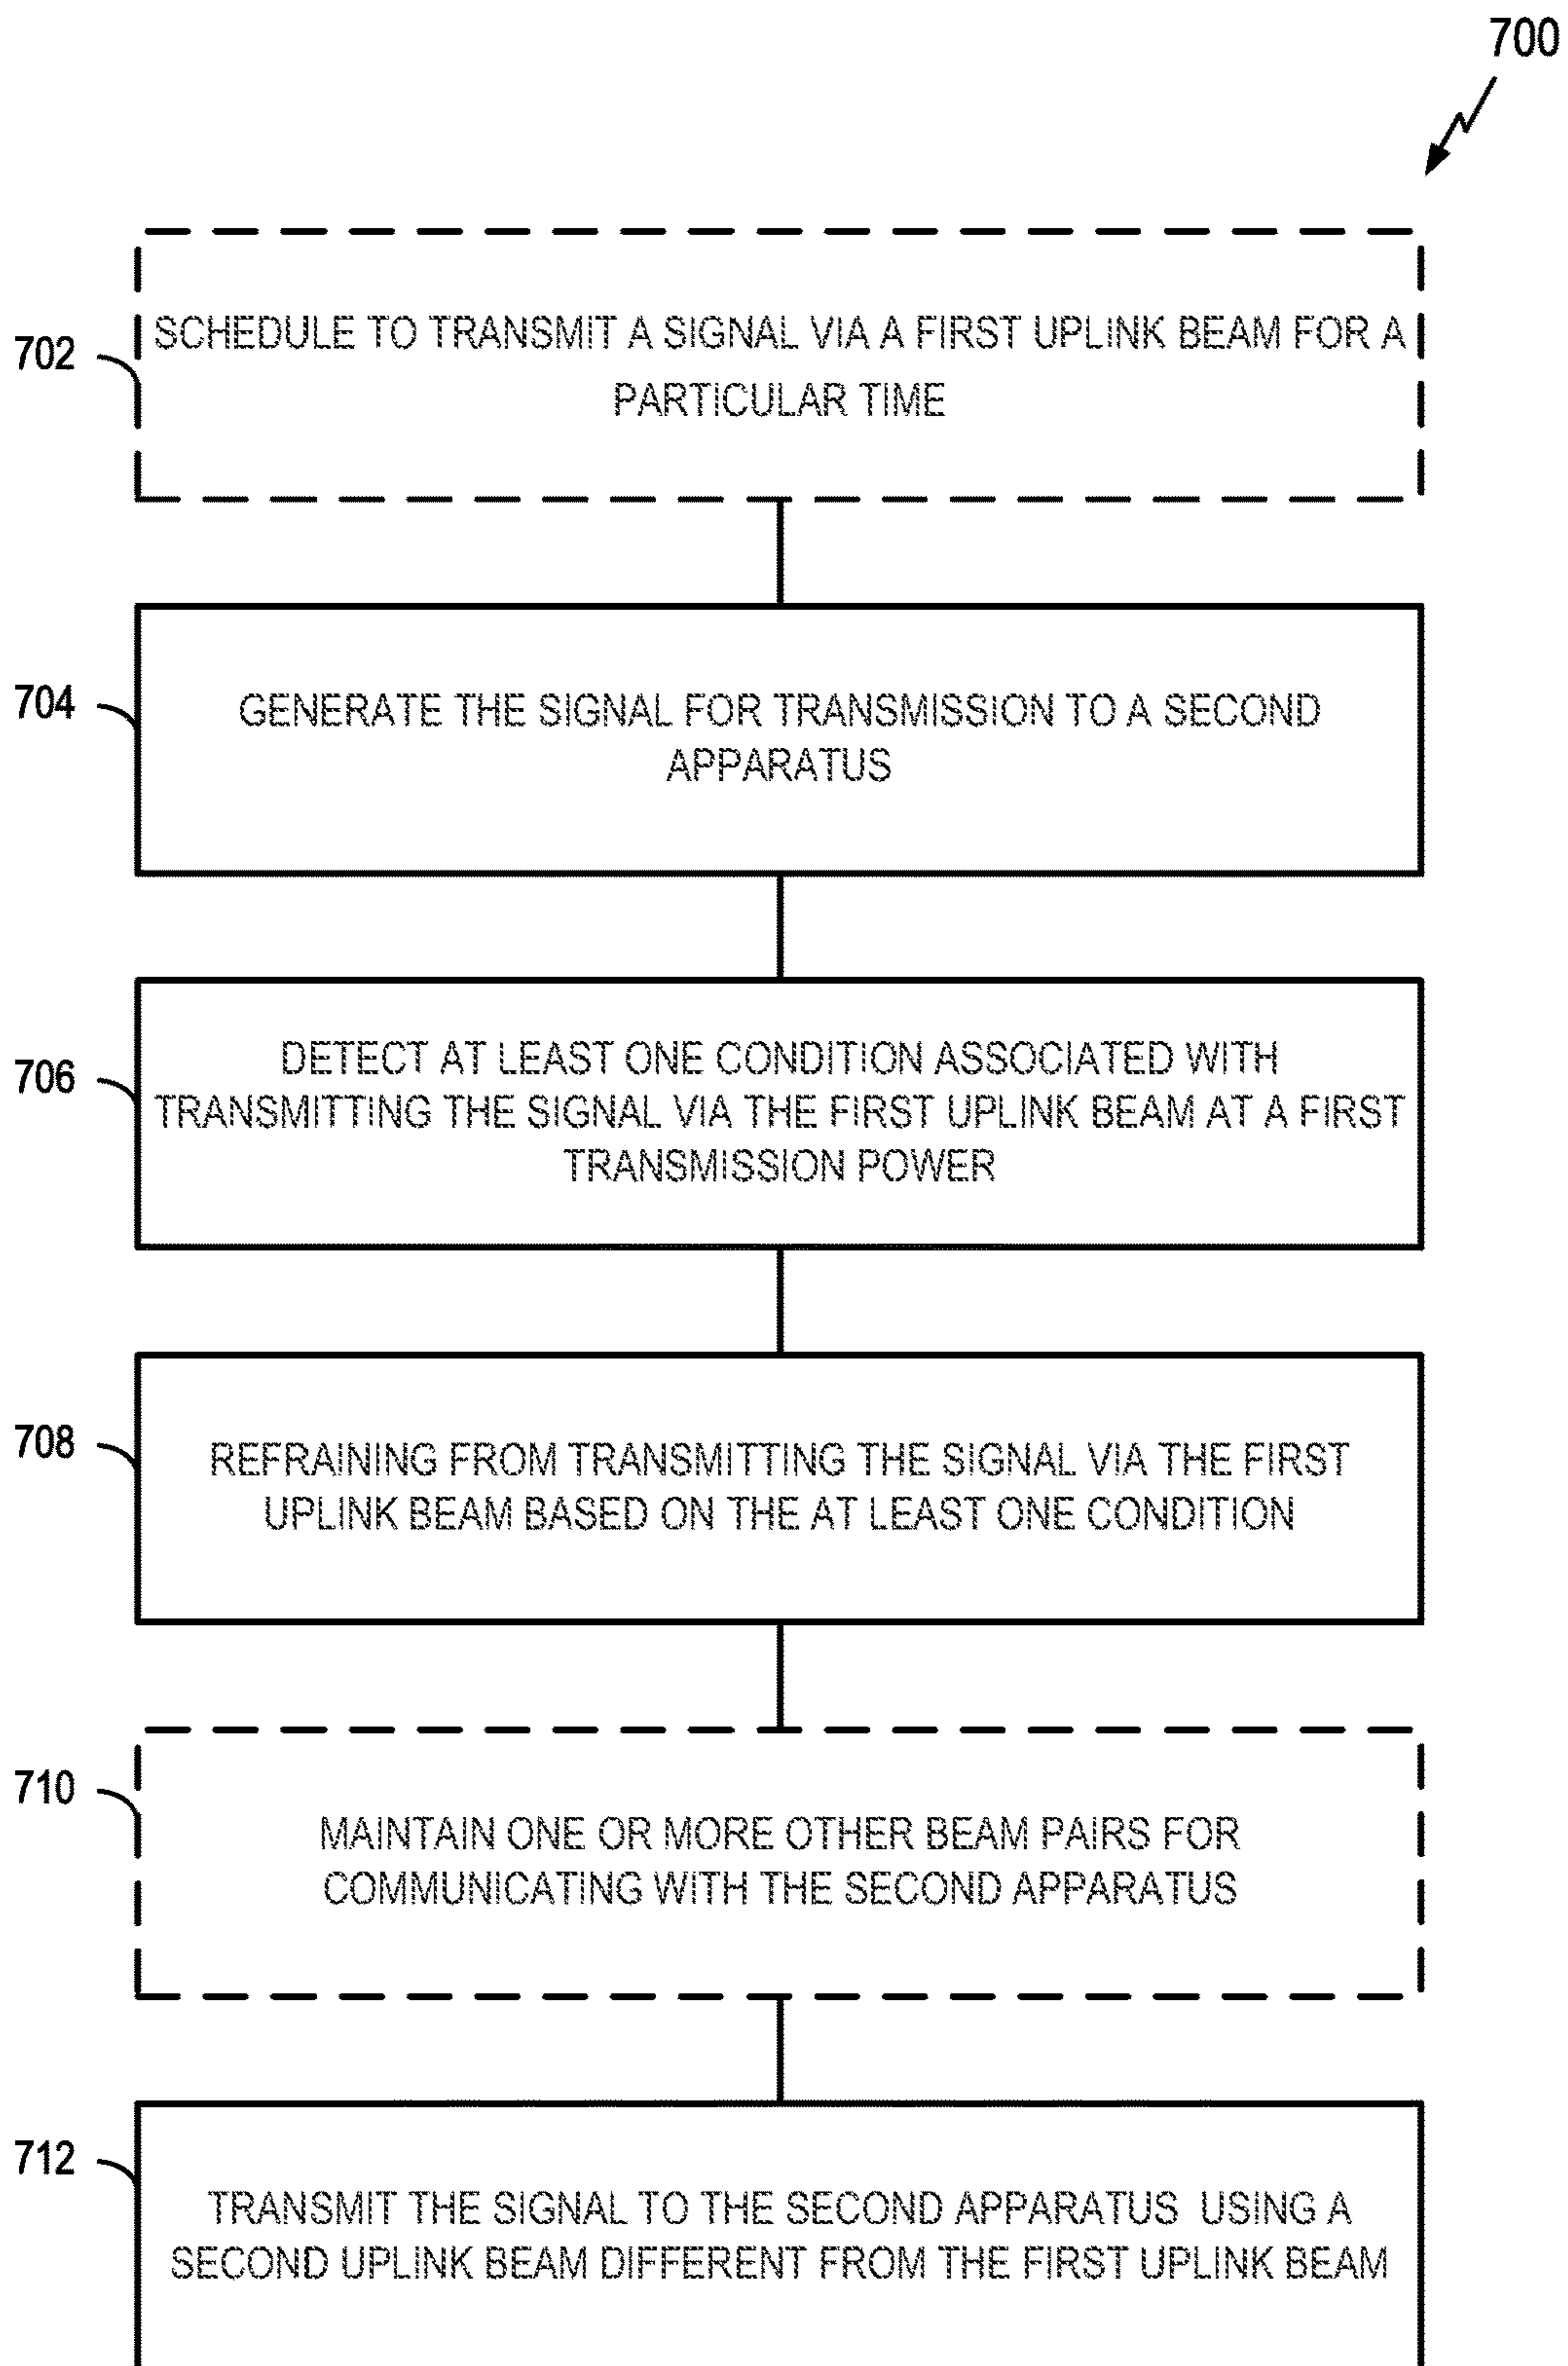 700
702
SCHEDULE TO TRANSMIT A SIGNAL VIA A FIRST UPLINK BEAM FOR A
PARTICULAR TIME
704
GENERATE THE SIGNAL FOR TRANSMISSION TO A SECOND
APPARATUS
706
DETECT AT LEAST ONE CONDITION ASSOCIATED WITH
TRANSMITTING THE SIGNAL VIA THE FIRST UPLINK BEAM AT A FIRST
TRANSMISSION POWER
708
REFRAINING FROM TRANSMITTING THE SIGNAL VIA THE FIRST
UPLINK BEAM BASED ON THE AT LEAST ONE CONDITION
710
MAINTAIN ONE OR MORE OTHER BEAM PAIRS FOR
COMMUNICATING WITH THE SECOND APPARATUS
712
TRANSMIT THE SIGNAL TO THE SECOND APPARATUS  USING A
SECOND UPLINK BEAM DIFFERENT FROM THE FIRST UPLINK BEAM